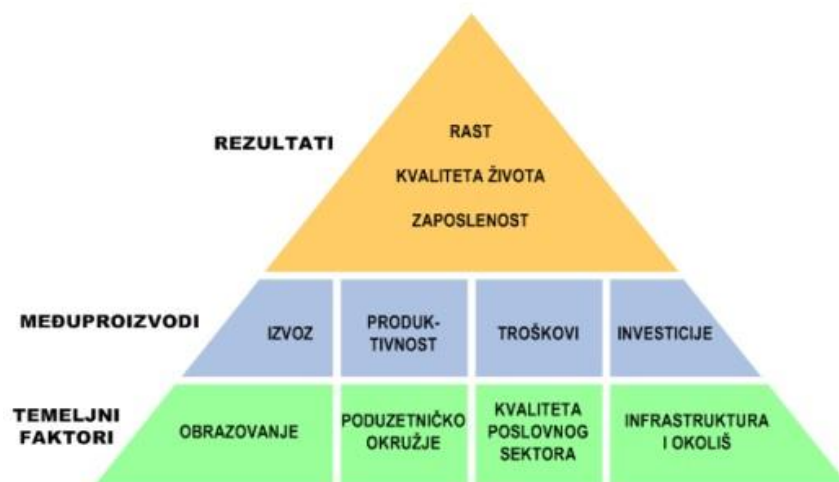 REZULTATI
RAST
KVALITETA ŽIVOTA
ZAPOSLENOST
MEĐUPROIZVODI
IZVOZ
PRODUK-
TIVNOST
TROŠKOVI
INVESTICIJE
TEMELJNI
FAKTORI
OBRAZOVANJE
PODUZETNIČKO
OKRUŽJE
KVALITETA
POSLOVNOG
SEKTORA
INFRASTRUKTURA
I OKOLIŠ